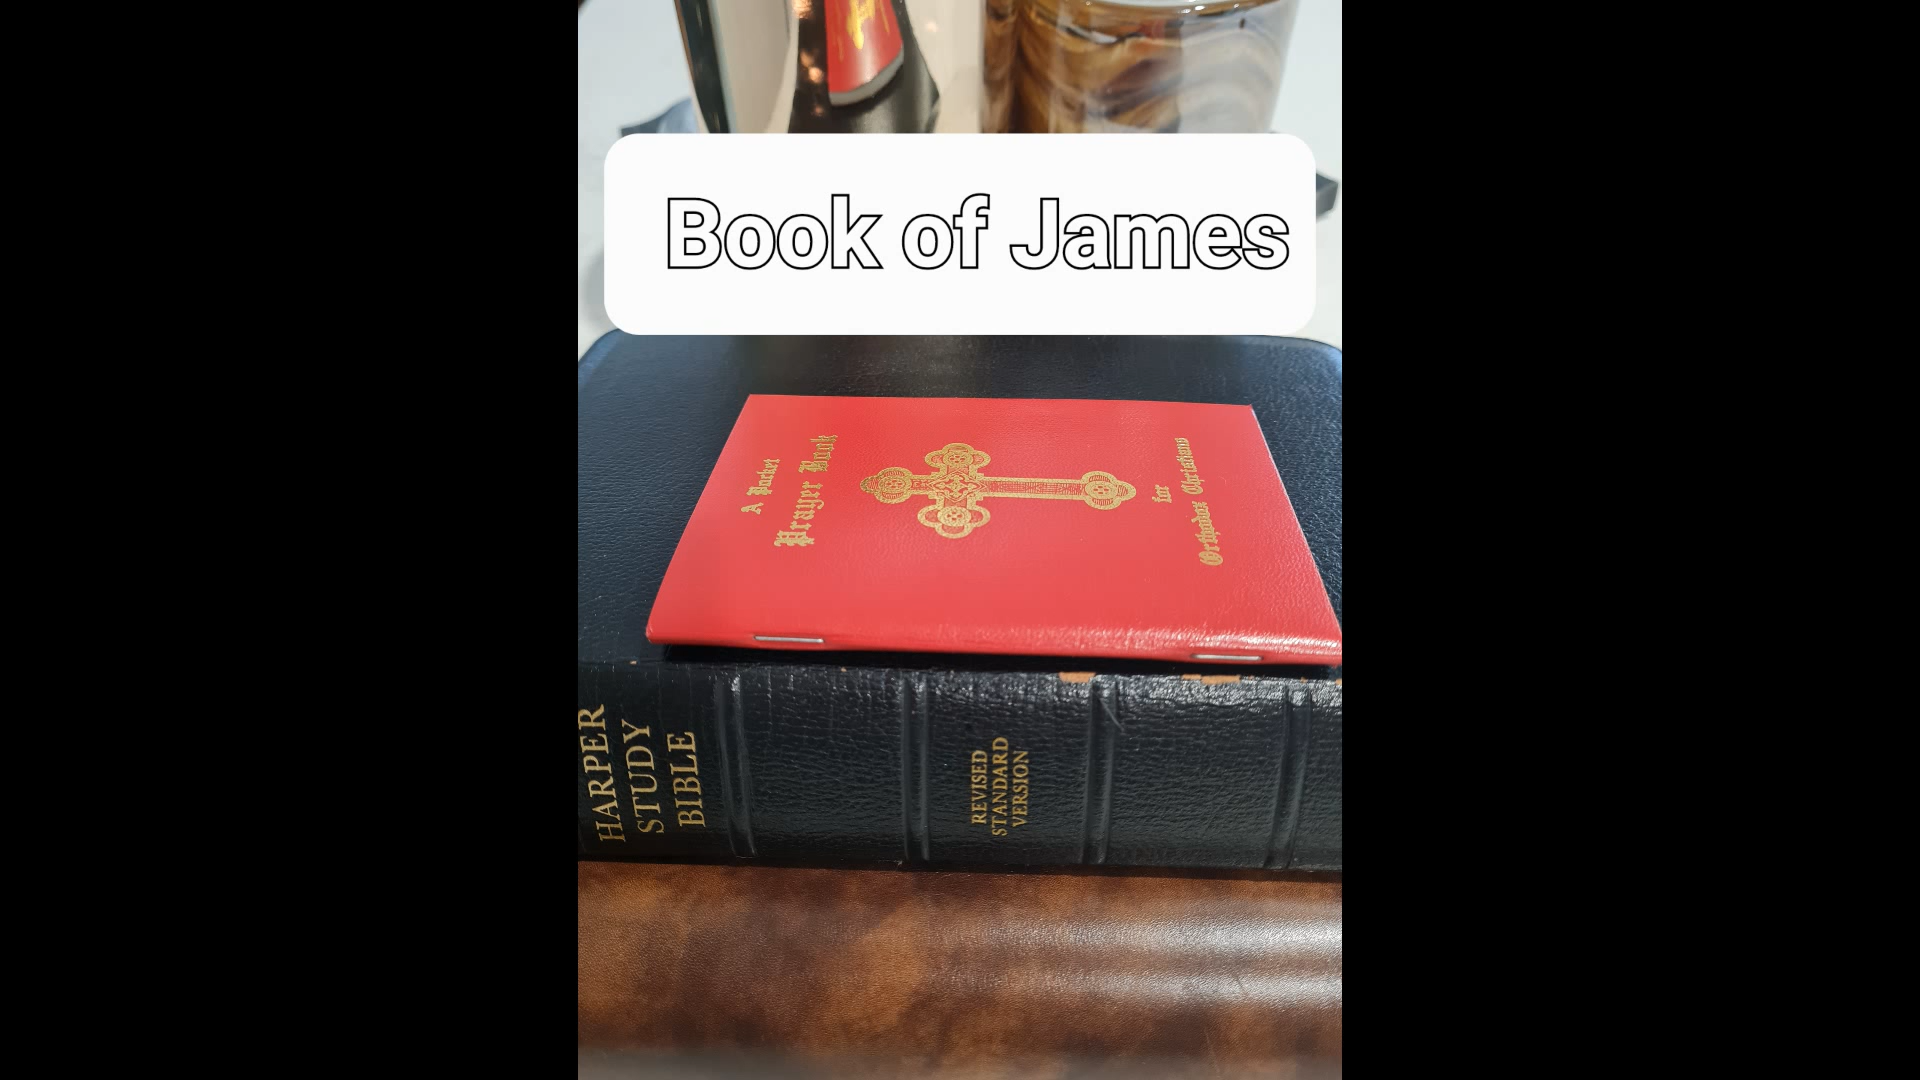 Book of James
A Pocket
Prayer Book
for
Orthodox Christians
HARPER
STUDY
BIBLE
REVISED
STANDARD
VERSION